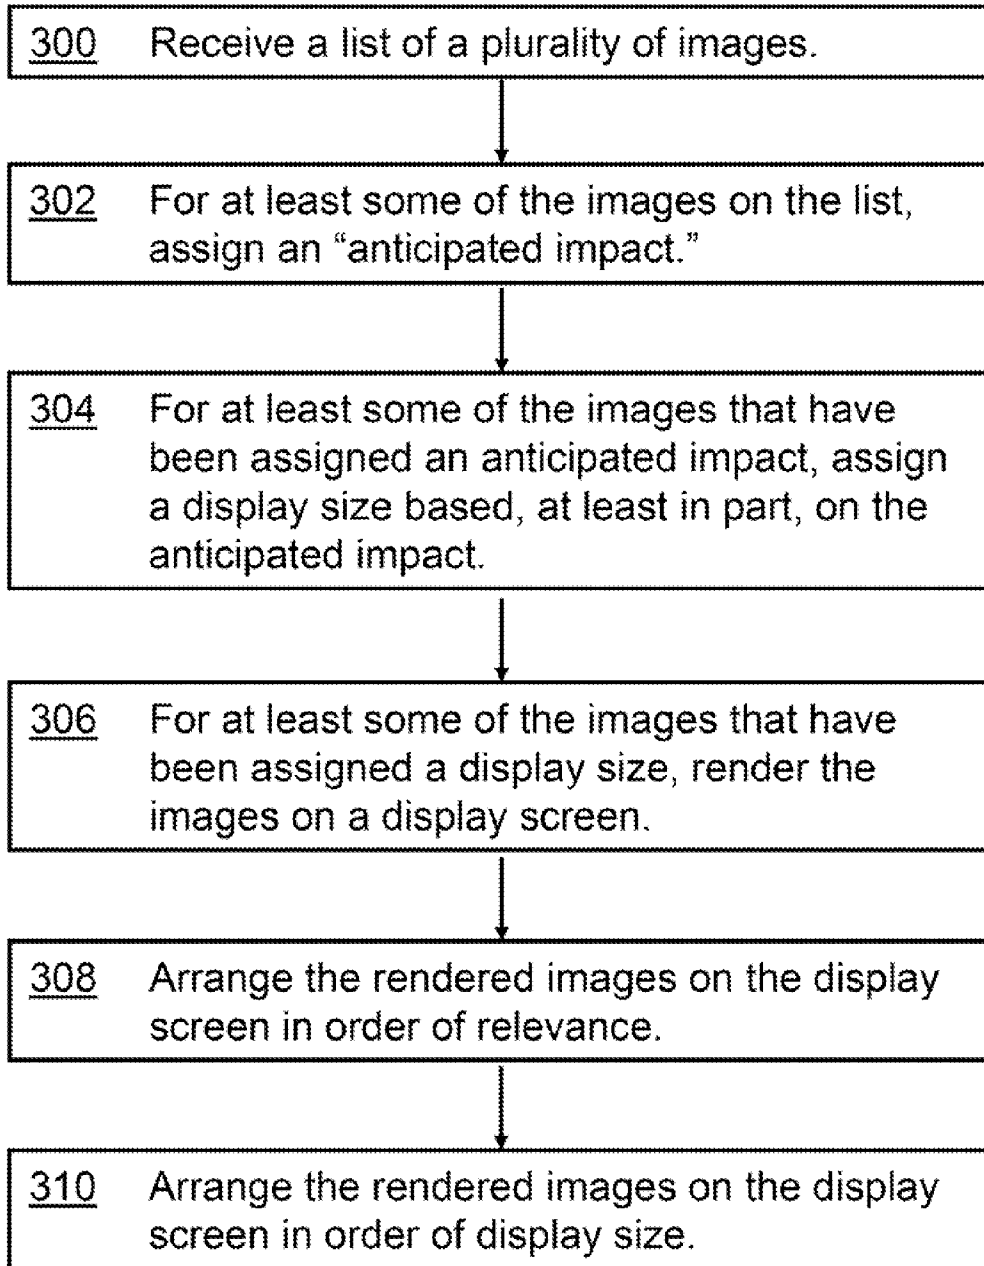 300 Receive a list of a plurality of images.
302 For at least some of the images on the list,
assign an “anticipated impact.”
304 For at least some of the images that have
been assigned an anticipated impact, assign
a display size based, at least in part, on the
anticipated impact.
306 For at least some of the images that have
been assigned a display size, render the
images on a display screen.
308 Arrange the rendered images on the display
screen in order of relevance.
310 Arrange the rendered images on the display
screen in order of display size.